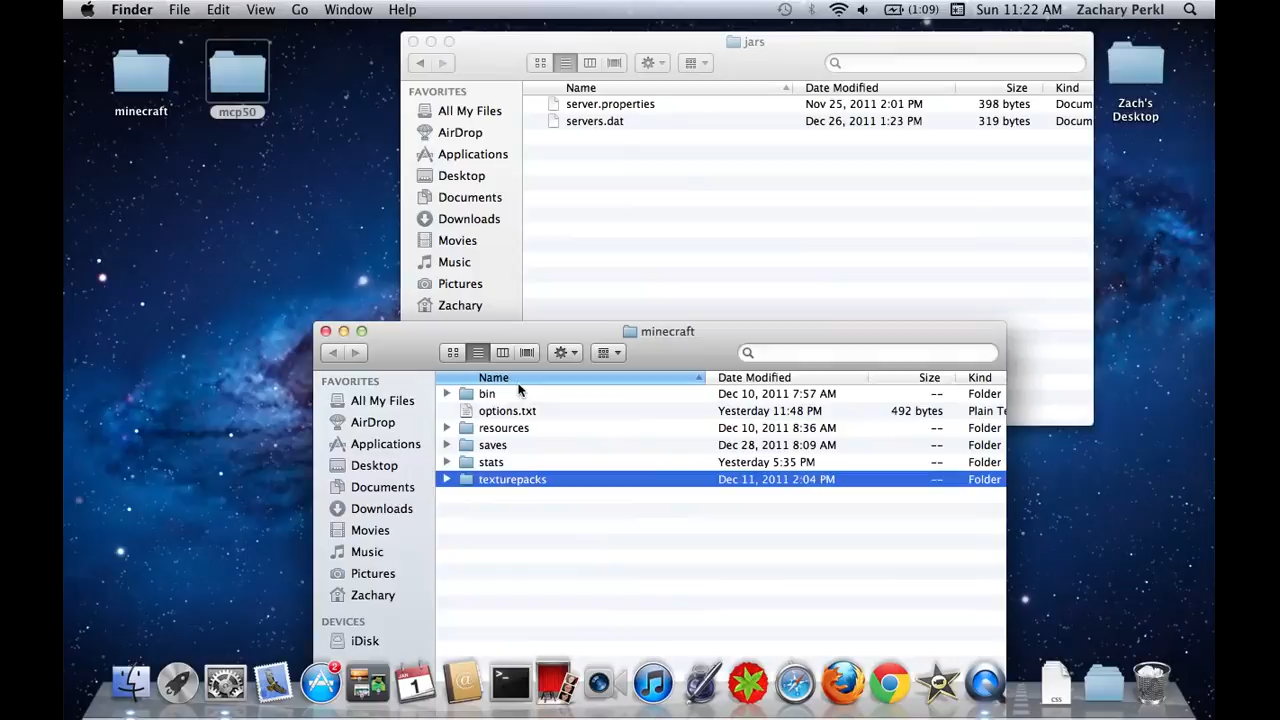 Finder File Edit View Go Window Help (1:09) Sun 11:22 AM Zachary Perkl
minecraft
mcp50
Zach's
Desktop
jars
FAVORITES
All My Files
AirDrop
Applications
Desktop
Documents
Downloads
Movies
Music
Pictures
Zachary
Name Date Modified Size Kind
server.properties Nov 25, 2011 2:01 PM 398 bytes Docum
servers.dat Dec 26, 2011 1:23 PM 319 bytes Docum
minecraft
FAVORITES
All My Files
AirDrop
Applications
Desktop
Documents
Downloads
Movies
Music
Pictures
Zachary
DEVICES
iDisk
Name Date Modified Size Kind
bin Dec 10, 2011 7:57 AM -- Folder
options.txt Yesterday 11:48 PM 492 bytes Plain Te
resources Dec 10, 2011 8:36 AM -- Folder
saves Dec 28, 2011 8:09 AM -- Folder
stats Yesterday 5:35 PM -- Folder
texturepacks Dec 11, 2011 2:04 PM -- Folder
2
JAN
1
CSS